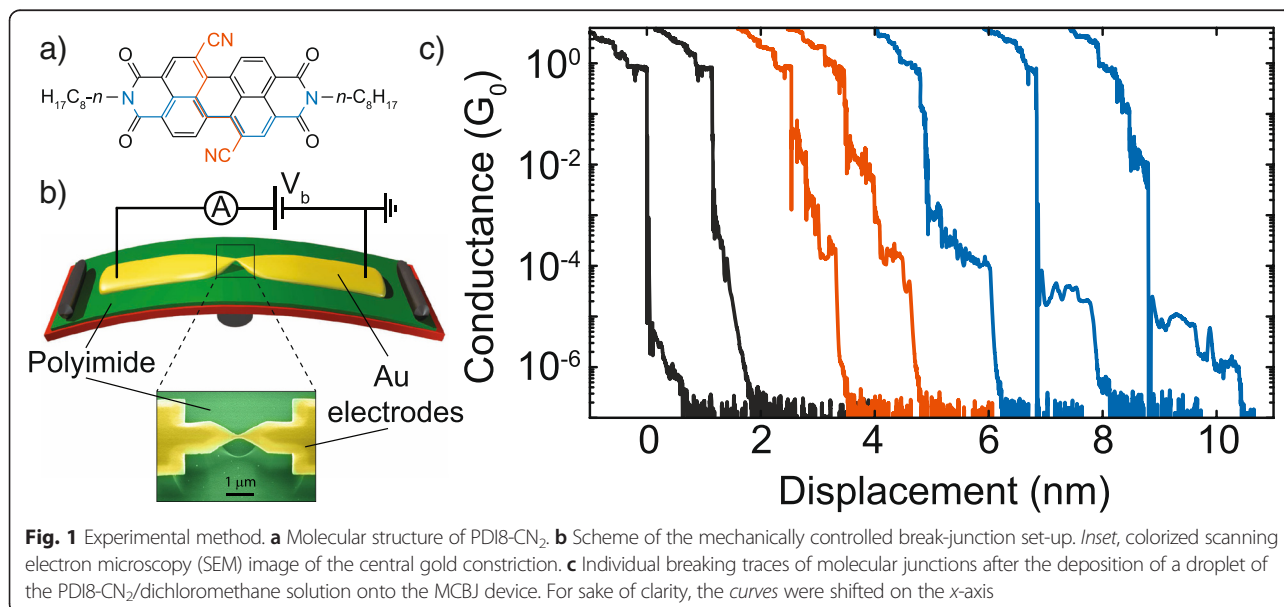 a)
CN
O
O
H₁₇C₈-n
N
N
n-C₈H₁₇
O
O
NC
b)
A
V_b
Polyimide
Au
electrodes
1 μm
c)
Conductance (G₀)
10⁰
10⁻²
10⁻⁴
10⁻⁶
0 2 4 6 8 10
Displacement (nm)
Fig. 1 Experimental method. a Molecular structure of PDI8-CN₂. b Scheme of the mechanically controlled break-junction set-up. Inset, colorized scanning
electron microscopy (SEM) image of the central gold constriction. c Individual breaking traces of molecular junctions after the deposition of a droplet of
the PDI8-CN₂/dichloromethane solution onto the MCBJ device. For sake of clarity, the curves were shifted on the x-axis